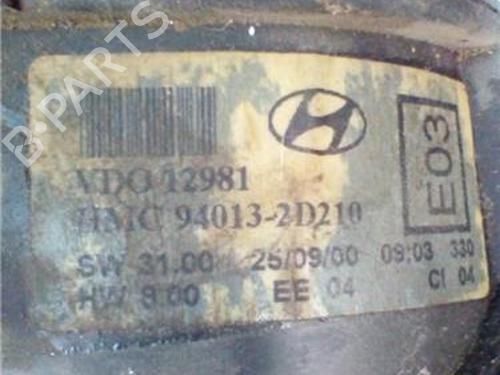 B-PARTS
VDO 12981
HMC 94013-2D210
E03
SW 31.00 25/09/00 09:03 330
HW 8.00 EE 04 CI 04